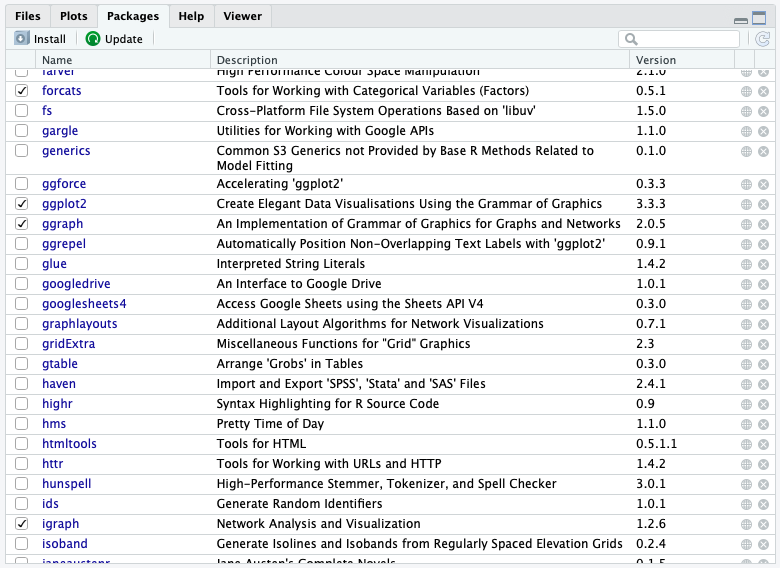 Files Plots Packages Help Viewer
Install Update
Name Description Version
farver High Performance Colour Space Manipulation 2.1.0
forcats Tools for Working with Categorical Variables (Factors) 0.5.1
fs Cross-Platform File System Operations Based on 'libuv' 1.5.0
gargle Utilities for Working with Google APIs 1.1.0
generics Common S3 Generics not Provided by Base R Methods Related to 0.1.0
Model Fitting
ggforce Accelerating 'ggplot2' 0.3.3
ggplot2 Create Elegant Data Visualisations Using the Grammar of Graphics 3.3.3
ggraph An Implementation of Grammar of Graphics for Graphs and Networks 2.0.5
ggrepel Automatically Position Non-Overlapping Text Labels with 'ggplot2' 0.9.1
glue Interpreted String Literals 1.4.2
googledrive An Interface to Google Drive 1.0.1
googlesheets4 Access Google Sheets using the Sheets API V4 0.3.0
graphlayouts Additional Layout Algorithms for Network Visualizations 0.7.1
gridExtra Miscellaneous Functions for "Grid" Graphics 2.3
gtable Arrange 'Grobs' in Tables 0.3.0
haven Import and Export 'SPSS', 'Stata' and 'SAS' Files 2.4.1
highr Syntax Highlighting for R Source Code 0.9
hms Pretty Time of Day 1.1.0
htmltools Tools for HTML 0.5.1.1
httr Tools for Working with URLs and HTTP 1.4.2
hunspell High-Performance Stemmer, Tokenizer, and Spell Checker 3.0.1
ids Generate Random Identifiers 1.0.1
igraph Network Analysis and Visualization 1.2.6
isoband Generate Isolines and Isobands from Regularly Spaced Elevation Grids 0.2.4
janeaustenr Jane Austen's Complete Novels 0.1.5